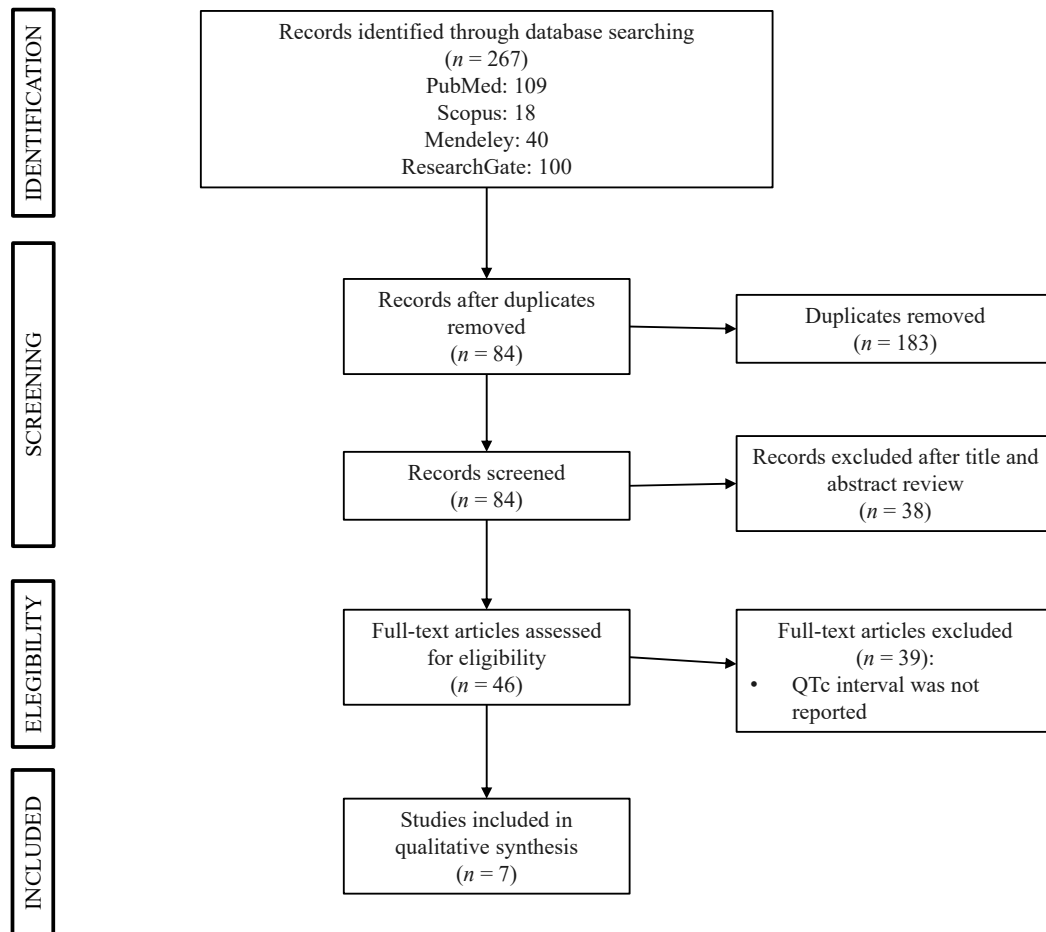 IDENTIFICATION
Records identified through database searching
(n = 267)
PubMed: 109
Scopus: 18
Mendeley: 40
ResearchGate: 100
SCREENING
Records after duplicates
removed
(n = 84)
Duplicates removed
(n = 183)
Records screened
(n = 84)
Records excluded after title and
abstract review
(n = 38)
ELEGIBILITY
Full-text articles assessed
for eligibility
(n = 46)
Full-text articles excluded
(n = 39):
• QTc interval was not
reported
INCLUDED
Studies included in
qualitative synthesis
(n = 7)